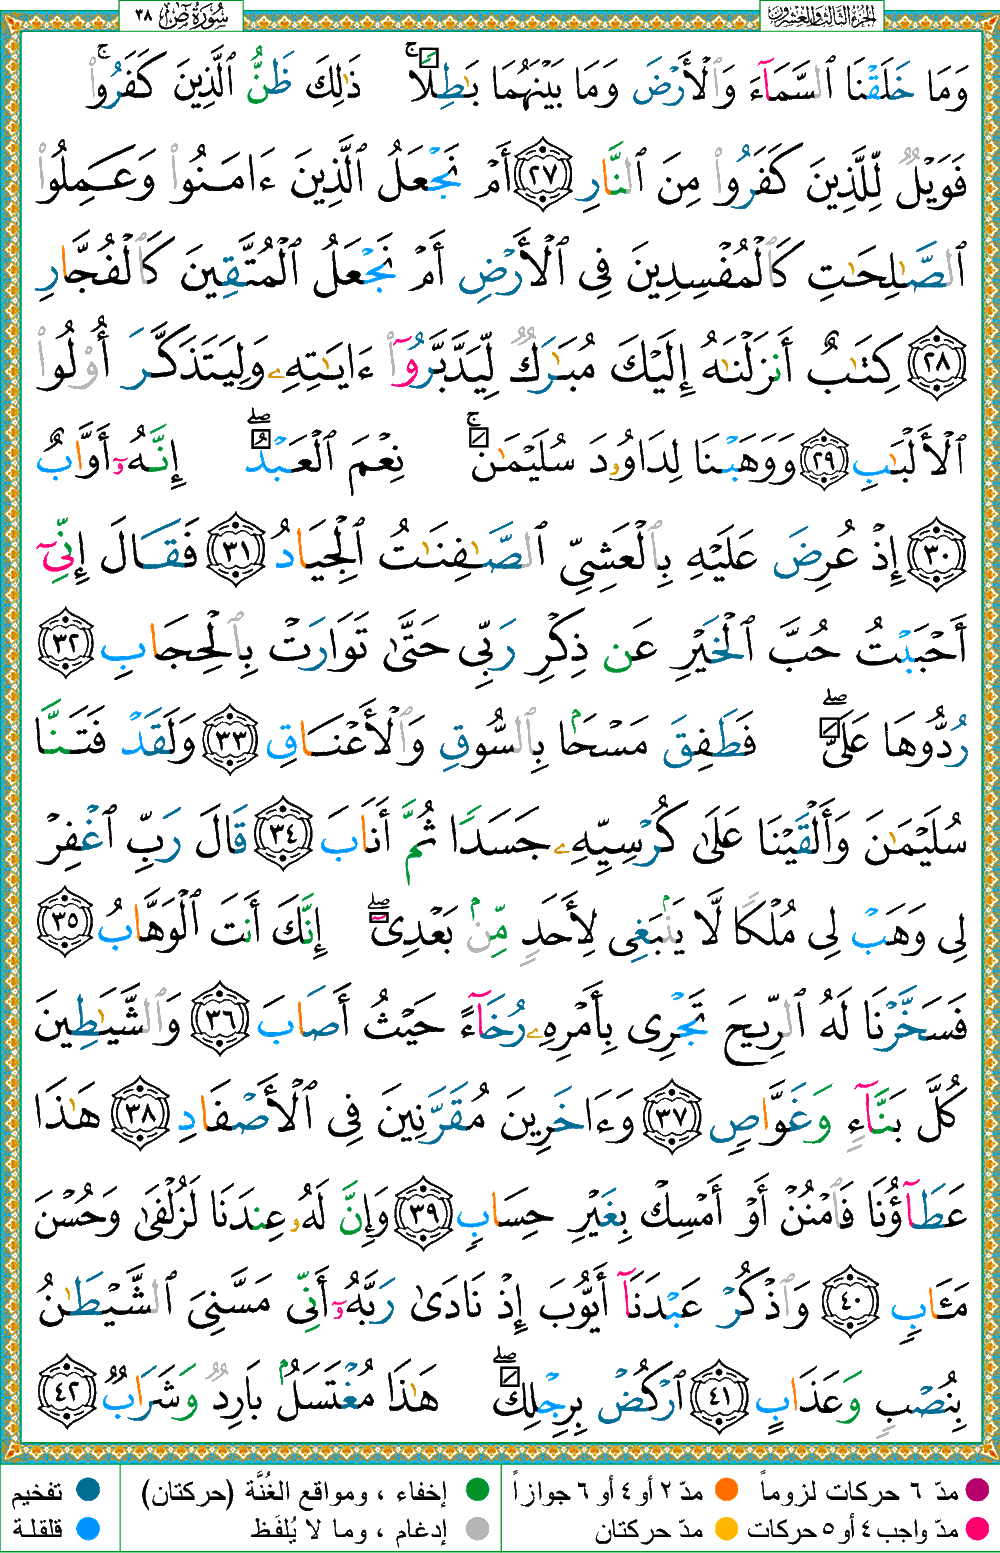 سُورَةُ صٓ ٣٨
الجزء الثالث والعشرون
وَمَا خَلَقْنَا ٱلسَّمَآءَ وَٱلْأَرْضَ وَمَا بَيْنَهُمَا بَـٰطِلًا ۚ ذَٰلِكَ ظَنُّ ٱلَّذِينَ كَفَرُوا۟ ۚ
فَوَيْلٌ لِّلَّذِينَ كَفَرُوا۟ مِنَ ٱلنَّارِ ٢٧ أَمْ نَجْعَلُ ٱلَّذِينَ ءَامَنُوا۟ وَعَمِلُوا۟
ٱلصَّـٰلِحَـٰتِ كَٱلْمُفْسِدِينَ فِى ٱلْأَرْضِ أَمْ نَجْعَلُ ٱلْمُتَّقِينَ كَٱلْفُجَّارِ
٢٨ كِتَـٰبٌ أَنزَلْنَـٰهُ إِلَيْكَ مُبَـٰرَكٌ لِّيَدَّبَّرُوٓا۟ ءَايَـٰتِهِۦ وَلِيَتَذَكَّرَ أُو۟لُوا۟
ٱلْأَلْبَـٰبِ ٢٩ وَوَهَبْنَا لِدَاوُۥدَ سُلَيْمَـٰنَ ۚ نِعْمَ ٱلْعَبْدُ ۖ إِنَّهُۥٓ أَوَّابٌ
٣٠ إِذْ عُرِضَ عَلَيْهِ بِٱلْعَشِىِّ ٱلصَّـٰفِنَـٰتُ ٱلْجِيَادُ ٣١ فَقَالَ إِنِّىٓ
أَحْبَبْتُ حُبَّ ٱلْخَيْرِ عَن ذِكْرِ رَبِّى حَتَّىٰ تَوَارَتْ بِٱلْحِجَابِ ٣٢
رُدُّوهَا عَلَىَّ ۖ فَطَفِقَ مَسْحًۢا بِٱلسُّوقِ وَٱلْأَعْنَاقِ ٣٣ وَلَقَدْ فَتَنَّا
سُلَيْمَـٰنَ وَأَلْقَيْنَا عَلَىٰ كُرْسِيِّهِۦ جَسَدًا ثُمَّ أَنَابَ ٣٤ قَالَ رَبِّ ٱغْفِرْ
لِى وَهَبْ لِى مُلْكًا لَّا يَنۢبَغِى لِأَحَدٍ مِّنۢ بَعْدِىٓ ۖ إِنَّكَ أَنتَ ٱلْوَهَّابُ ٣٥
فَسَخَّرْنَا لَهُ ٱلرِّيحَ تَجْرِى بِأَمْرِهِۦ رُخَآءً حَيْثُ أَصَابَ ٣٦ وَٱلشَّيَـٰطِينَ
كُلَّ بَنَّآءٍ وَغَوَّاصٍ ٣٧ وَءَاخَرِينَ مُقَرَّنِينَ فِى ٱلْأَصْفَادِ ٣٨ هَـٰذَا
عَطَآؤُنَا فَٱمْنُنْ أَوْ أَمْسِكْ بِغَيْرِ حِسَابٍ ٣٩ وَإِنَّ لَهُۥ عِندَنَا لَزُلْفَىٰ وَحُسْنَ
مَـَٔابٍ ٤٠ وَٱذْكُرْ عَبْدَنَآ أَيُّوبَ إِذْ نَادَىٰ رَبَّهُۥٓ أَنِّى مَسَّنِىَ ٱلشَّيْطَـٰنُ
بِنُصْبٍ وَعَذَابٍ ٤١ ٱرْكُضْ بِرِجْلِكَ ۖ هَـٰذَا مُغْتَسَلٌۢ بَارِدٌ وَشَرَابٌ ٤٢
مدّ ٦ حركات لزوماً مدّ ٢ أو ٤ أو ٦ جوازاً إخفاء ، ومواقع الغُنَّة (حركتان) تفخيم
مدّ واجب ٤ أو ٥ حركات مدّ حركتان إدغام ، وما لا يُلفَظ قلقلة